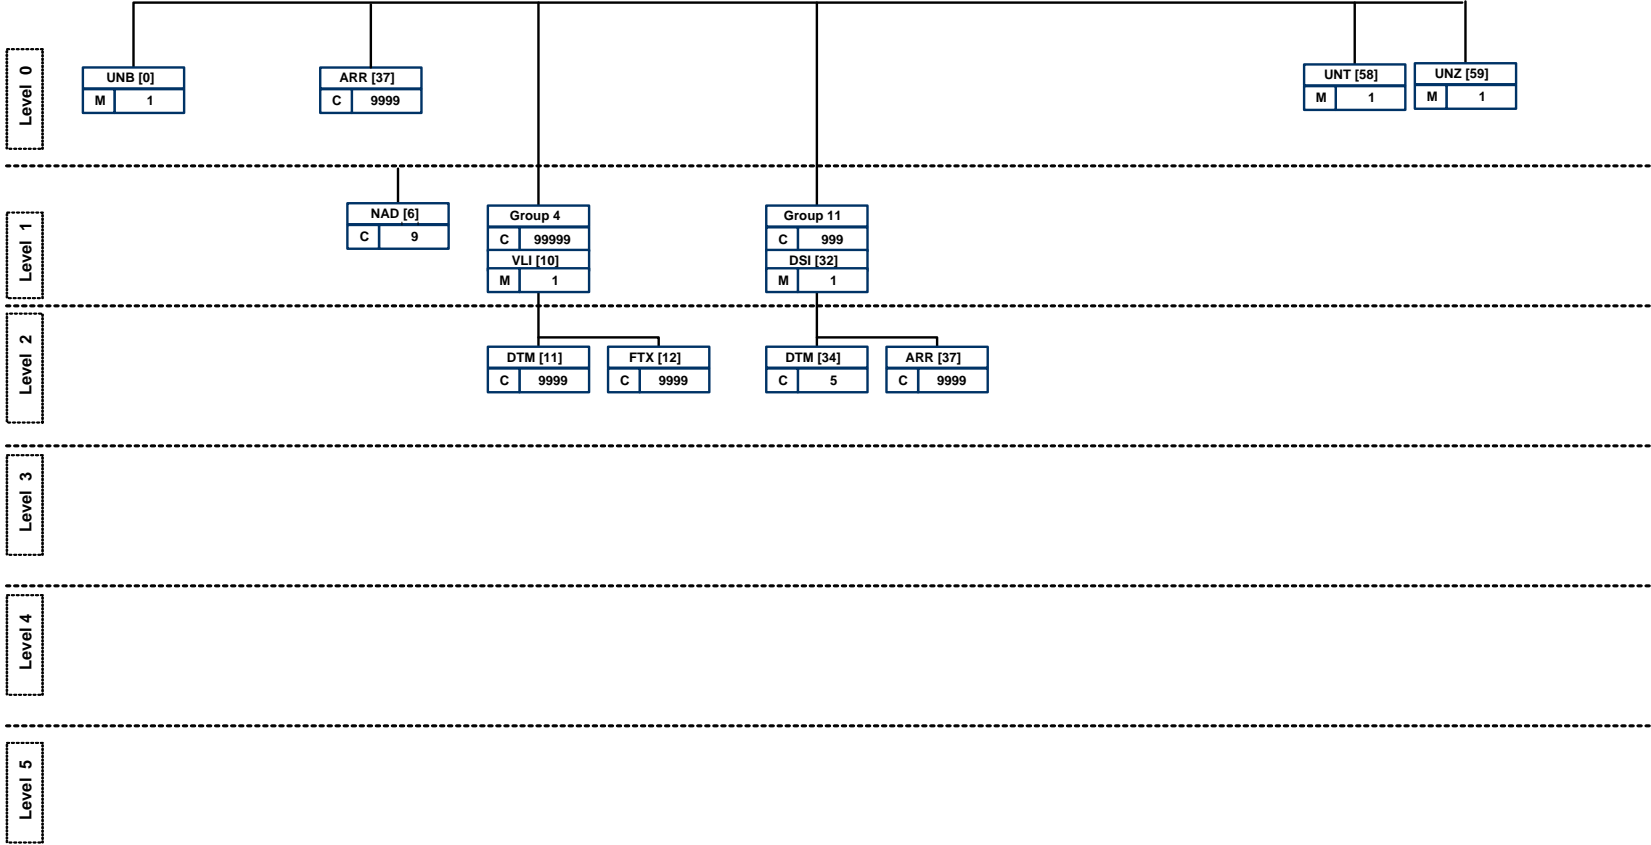 Level 0
UNB [0]
M 1
ARR [37]
C 9999
UNT [58]
M 1
UNZ [59]
M 1
Level 1
NAD [6]
C 9
Group 4
C 99999
VLI [10]
M 1
Group 11
C 999
DSI [32]
M 1
Level 2
DTM [11]
C 9999
FTX [12]
C 9999
DTM [34]
C 5
ARR [37]
C 9999
Level 3
Level 4
Level 5